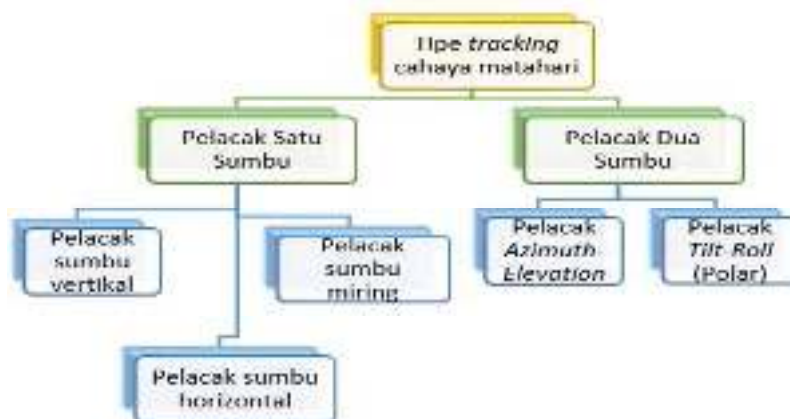 Tipe tracking
cahaya matahari
Pelacak Satu
Sumbu
Pelacak Dua
Sumbu
Pelacak
sumbu
vertikal
Pelacak
sumbu
miring
Pelacak
Azimuth-
Elevation
Pelacak
Tilt-Roll
(Polar)
Pelacak sumbu
horizontal